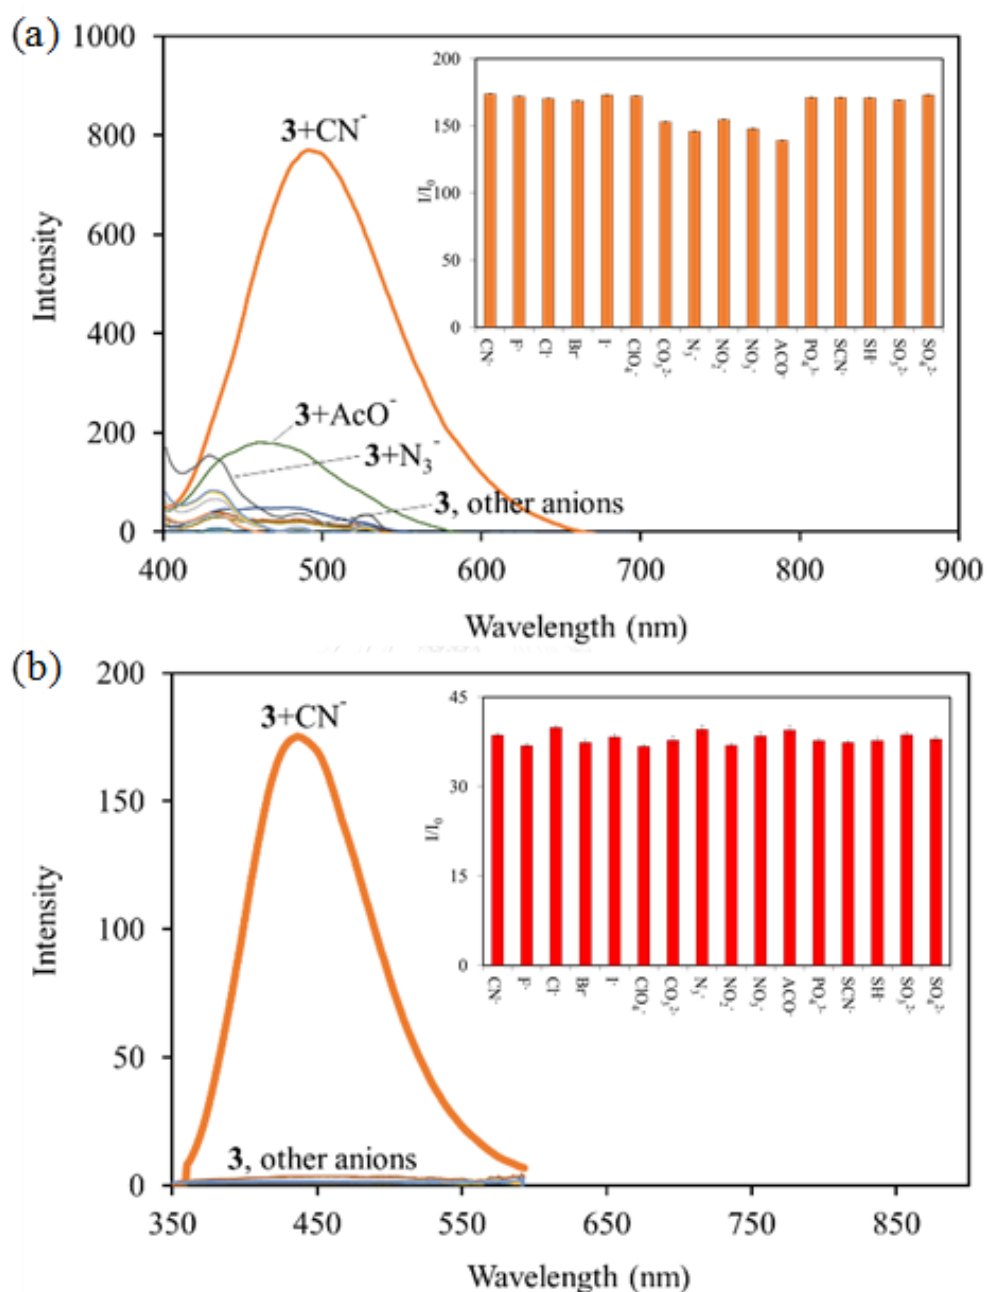 (a)
1000
800
600
400
200
0
Intensity
3+CN⁻
3+AcO⁻
3+N₃⁻
3, other anions
400 500 600 700 800 900
Wavelength (nm)
200
150
100
50
0
I/I₀
CN⁻ F⁻ Cl⁻ Br⁻ I⁻ ClO₄⁻ CO₃²⁻ N₃⁻ NO₂⁻ NO₃⁻ ACO⁻ PO₄³⁻ SCN⁻ SH⁻ SO₃²⁻ SO₄²⁻
(b)
200
150
100
50
0
Intensity
3+CN⁻
3, other anions
350 450 550 650 750 850
Wavelength (nm)
45
30
15
0
I/I₀
CN⁻ F⁻ Cl⁻ Br⁻ I⁻ ClO₄⁻ CO₃²⁻ N₃⁻ NO₂⁻ NO₃⁻ ACO⁻ PO₄³⁻ SCN⁻ SH⁻ SO₃²⁻ SO₄²⁻